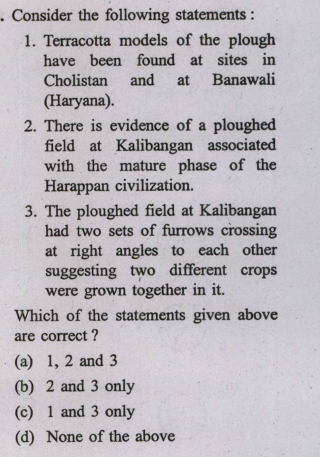 . Consider the following statements :
1. Terracotta models of the plough
have been found at sites in
Cholistan and at Banawali
(Haryana).
2. There is evidence of a ploughed
field at Kalibangan associated
with the mature phase of the
Harappan civilization.
3. The ploughed field at Kalibangan
had two sets of furrows crossing
at right angles to each other
suggesting two different crops
were grown together in it.
Which of the statements given above
are correct ?
(a) 1, 2 and 3
(b) 2 and 3 only
(c) 1 and 3 only
(d) None of the above